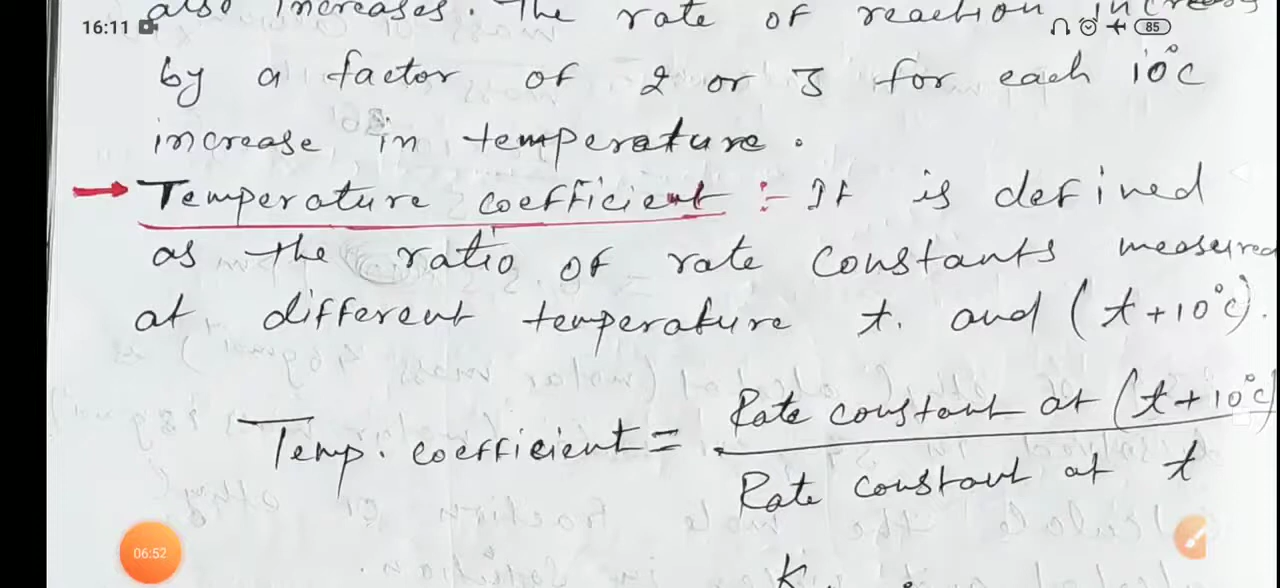 also increases. The rate of reaction increase
16:11
85
by a factor of 2 or 3 for each 10°c
increase in temperature.
Temperature coefficient :- It is defined
as the ratio of rate constants measured
at different temperature t. and (t+10°c).
Temp. coefficient = Rate constant at (t+10°c)
Rate constant at t
06:52
K